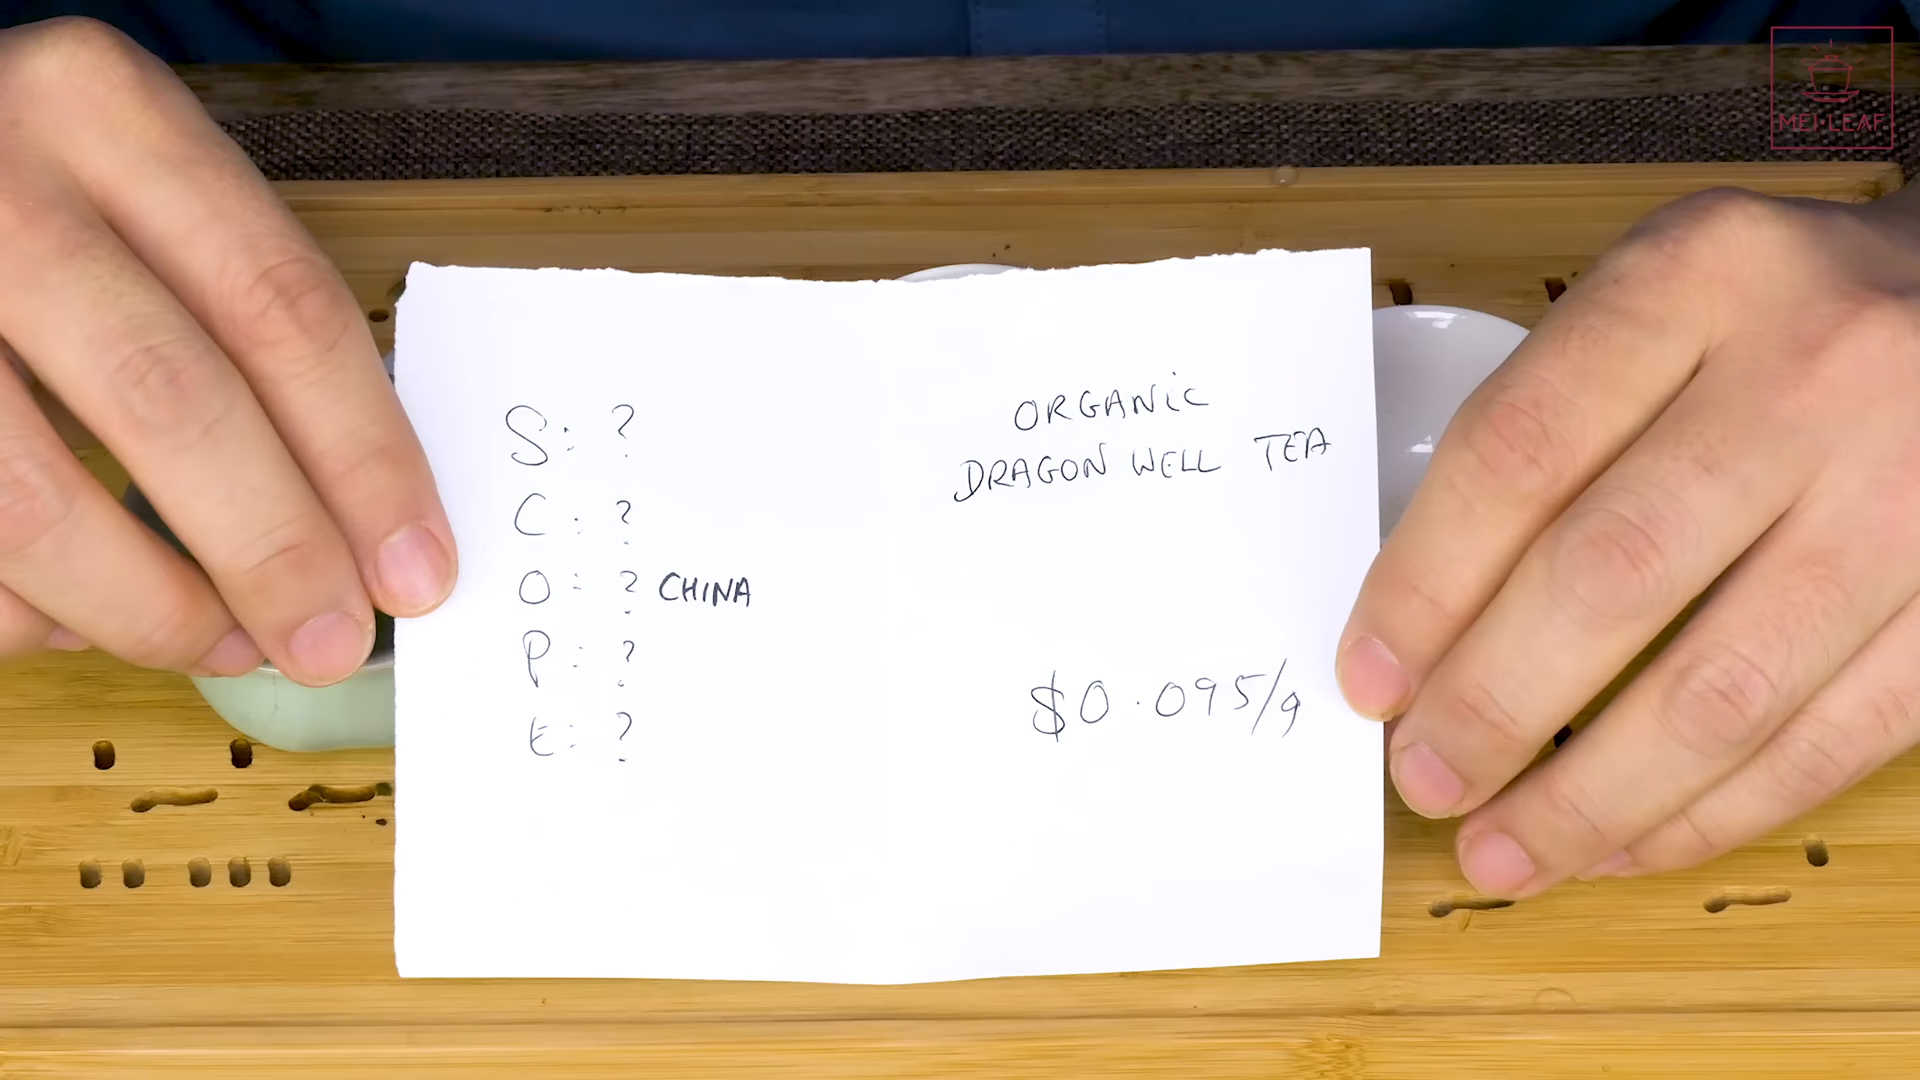 S: ?
C: ?
O: ? CHINA
P: ?
E: ?
ORGANIC
DRAGON WELL TEA
$0.095/g
MEI·LEAF